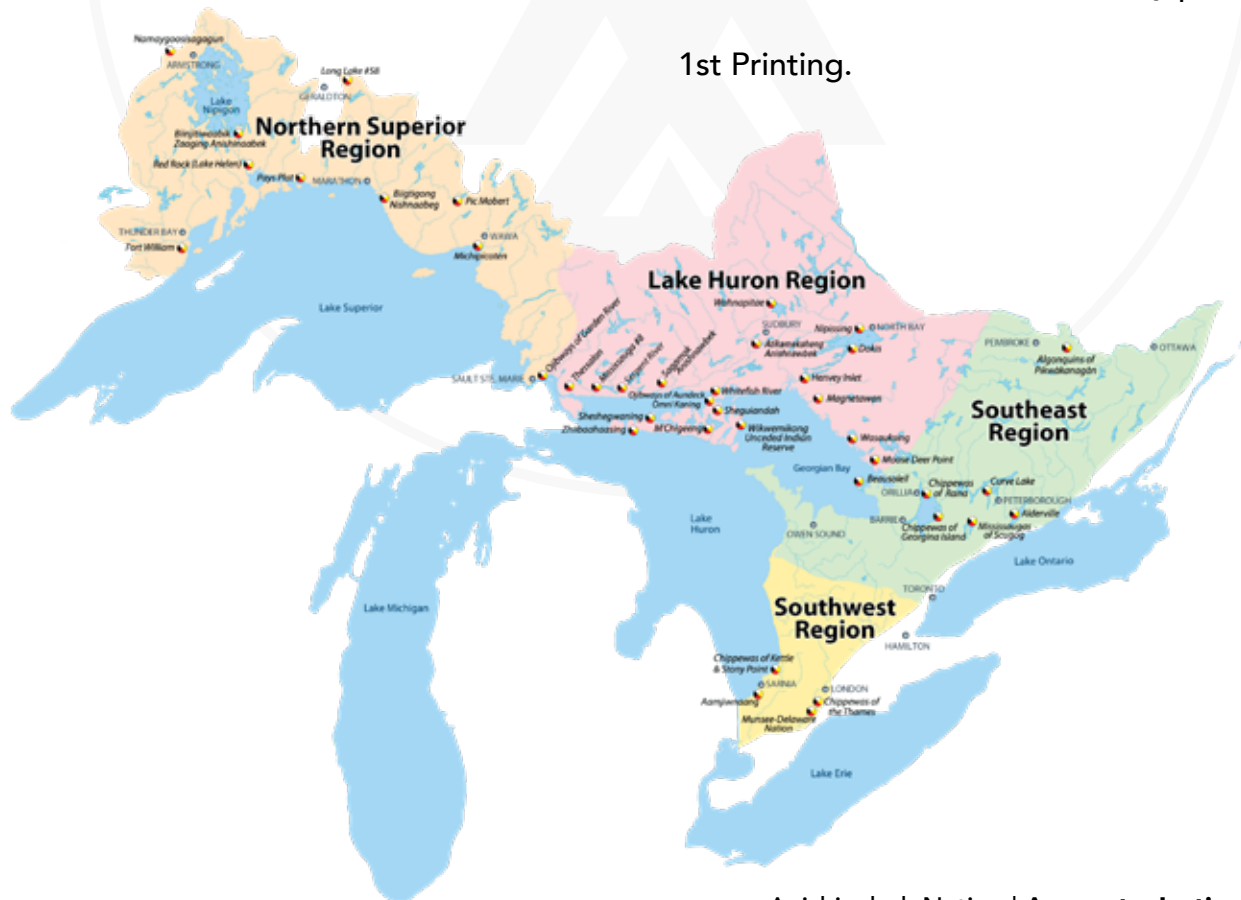 1st Printing.
Namaygoosisagagun
ARMSTRONG
Long Lake #58
GERALDTON
Lake
Nipigon
Northern Superior
Region
Biinjitiwaabik
Zaaging Anishinaabek
Red Rock (Lake Helen)
Pays Plat
MARATHON
Biigtigong
Nishnaabeg
Pic Mobert
THUNDER BAY
Fort William
WAWA
Michipicoten
Lake Superior
Lake Huron Region
Wahnapitae
SUDBURY
Nipissing
NORTH BAY
Atikameksheng
Anishnawbek
Dokis
Ojibways of Garden River
Thessalon
Mississauga #8
Serpent River
Sagamok
Anishnawbek
SAULT STE. MARIE
Henvey Inlet
Magnetawan
Whitefish River
Ojibways of Aundeck
Omni Kaning
Sheguiandah
Sheshegwaning
Zhiibaahaasing
M'Chigeeng
Wikwemikong
Unceded Indian
Reserve
Wasauksing
Moose Deer Point
Georgian Bay
PEMBROKE
Algonquins of
Pikwàkanagàn
OTTAWA
Southeast
Region
Beausoleil
ORILLIA
Chippewas
of Rama
Curve Lake
PETERBOROUGH
Alderville
BARRIE
Chippewas of
Georgina Island
Mississaugas
of Scugog
OWEN SOUND
Lake
Huron
Lake Ontario
TORONTO
HAMILTON
Lake Michigan
Southwest
Region
Chippewas of Kettle
& Stony Point
SARNIA
Aamjiwnaang
LONDON
Chippewas of
the Thames
Munsee-Delaware
Nation
Lake Erie